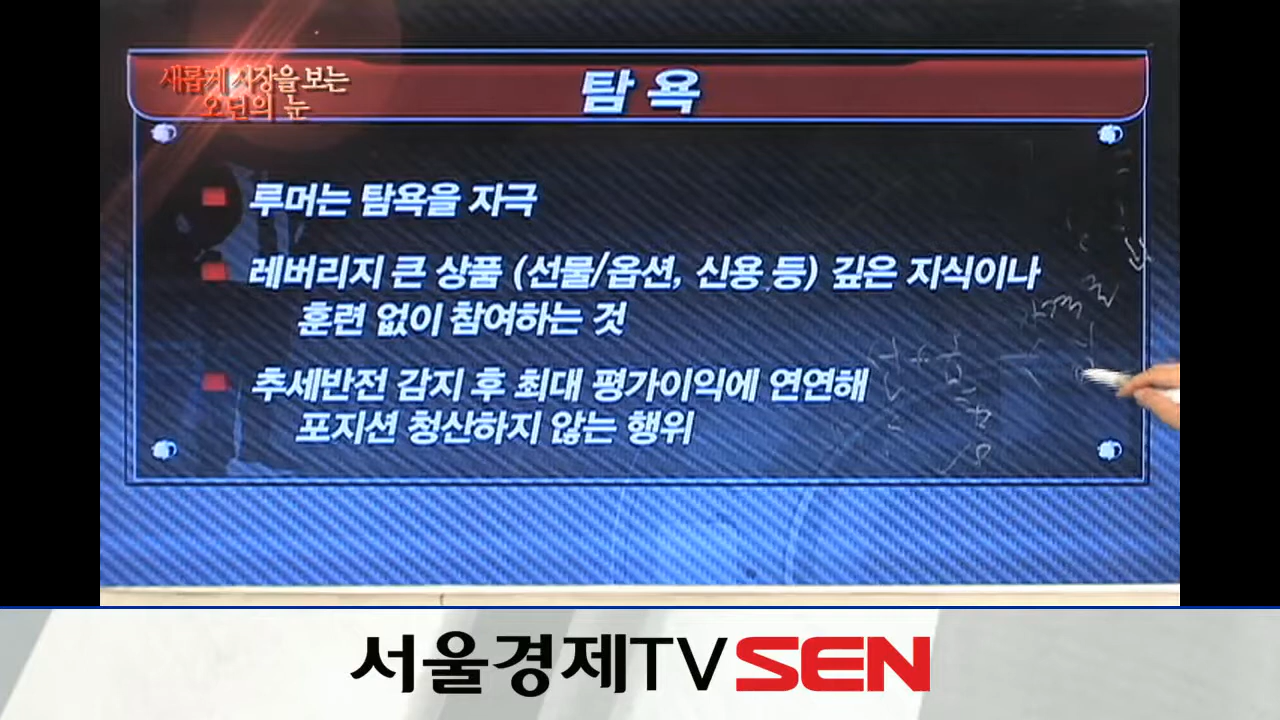 새롭게 시장을 보는
오딘의 눈
탐욕
루머는 탐욕을 자극
레버리지 큰 상품 (선물/옵션, 신용 등) 깊은 지식이나
훈련 없이 참여하는 것
추세반전 감지 후 최대 평가이익에 연연해
포지션 청산하지 않는 행위
서울경제TV SEN